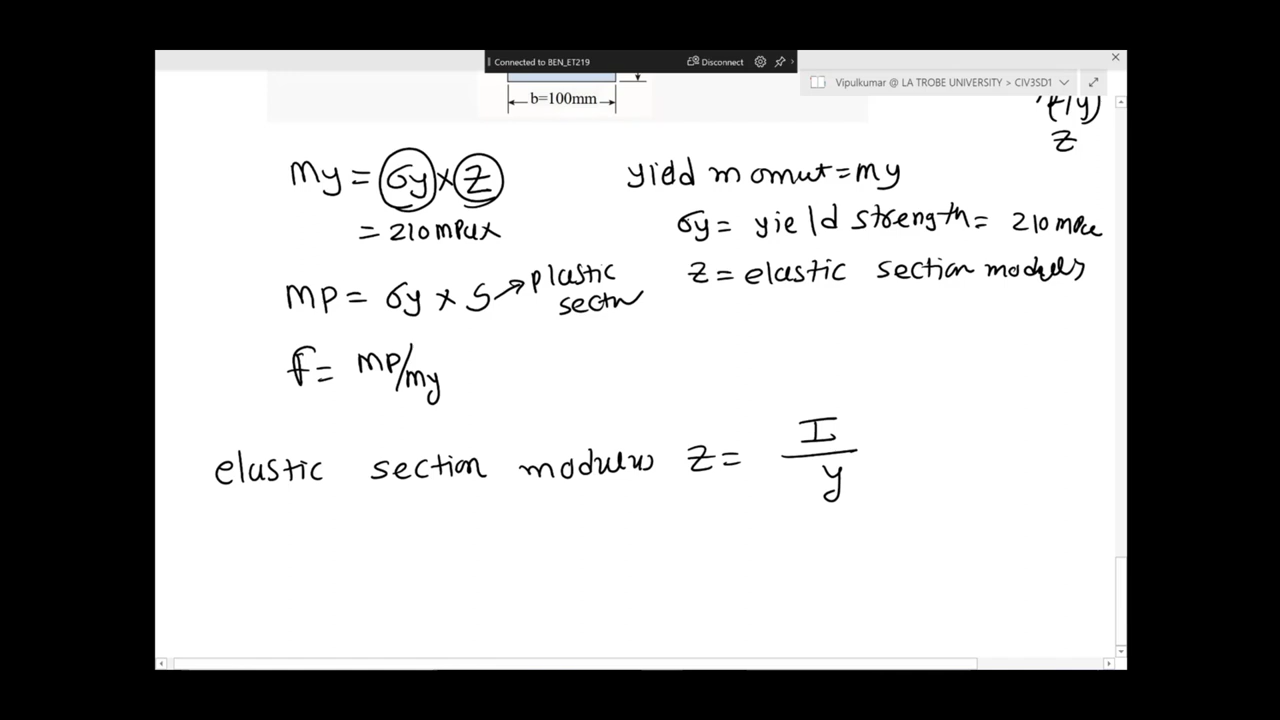 Connected to BEN_ET219 Disconnect
Vipulkumar @ LA TROBE UNIVERSITY > CIV3SD1
b=100mm
(I/y)
Z
My = σy × Z
= 210 MPa x
yield moment = My
σy = yield strength = 210 MPa
Z = elastic section modulus
MP = σy × S → plastic
sectn
f = MP/My
elastic section modulus Z = I
y